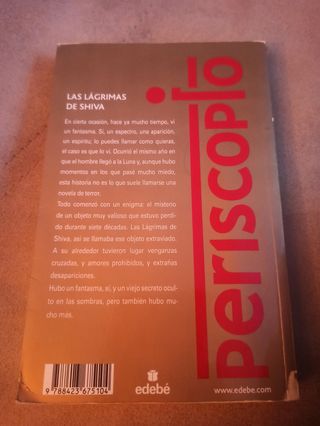 LAS LÁGRIMAS
DE SHIVA
En cierta ocasión, hace ya mucho tiempo, vi
un fantasma. Sí, un espectro, una aparición,
un espíritu; lo puedes llamar como quieras,
el caso es que lo vi. Ocurrió el mismo año en
que el hombre llegó a la Luna y, aunque hubo
momentos en los que pasé mucho miedo,
esta historia no es lo que suele llamarse una
novela de terror.
Todo comenzó con un enigma: el misterio
de un objeto muy valioso que estuvo perdi-
do durante siete décadas. Las Lágrimas de
Shiva, así se llamaba ese objeto extraviado.
A su alrededor tuvieron lugar venganzas
cruzadas, y amores prohibidos, y extrañas
desapariciones.
Hubo un fantasma, sí, y un viejo secreto ocul-
to en las sombras, pero también hubo mu-
cho más.
periscopio
9 788423 675104
edebé
www.edebe.com